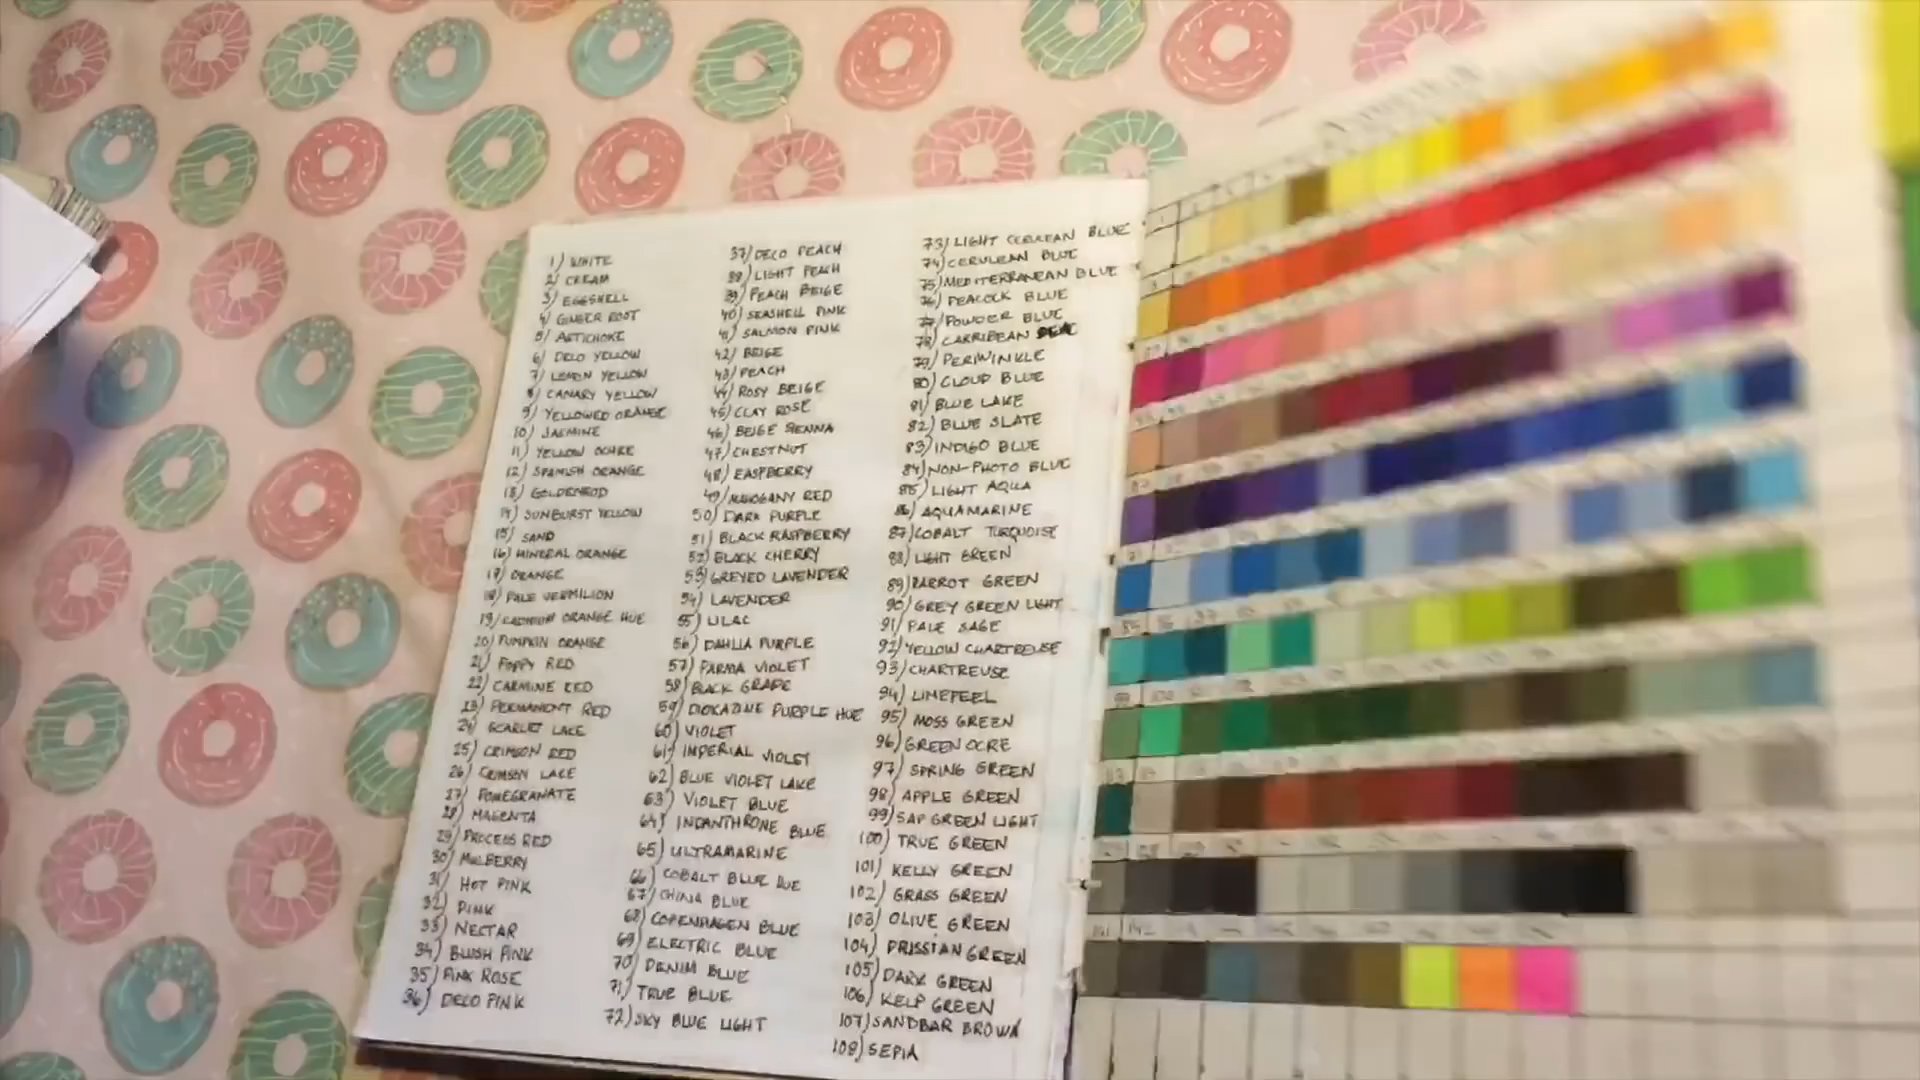 1) WHITE
2) CREAM
3) EGGSHELL
4) GINGER ROOT
5) ARTICHOKE
6) DECO YELLOW
7) LEMON YELLOW
8) CANARY YELLOW
9) YELLOWED ORANGE
10) JASMINE
11) YELLOW OCHRE
12) SPANISH ORANGE
13) GOLDENROD
14) SUNBURST YELLOW
15) SAND
16) MINERAL ORANGE
17) ORANGE
18) PALE VERMILION
19) CADMIUM ORANGE HUE
20) PUMPKIN ORANGE
21) POPPY RED
22) CARMINE RED
23) PERMANENT RED
24) SCARLET LAKE
25) CRIMSON RED
26) CRIMSON LAKE
27) POMEGRANATE
28) MAGENTA
29) PROCESS RED
30) MULBERRY
31) HOT PINK
32) PINK
33) NECTAR
34) BLUSH PINK
35) PINK ROSE
36) DECO PINK
37) DECO PEACH
38) LIGHT PEACH
39) PEACH BEIGE
40) SEASHELL PINK
41) SALMON PINK
42) BEIGE
43) PEACH
44) ROSY BEIGE
45) CLAY ROSE
46) BEIGE SIENNA
47) CHESTNUT
48) RASPBERRY
49) MAHOGANY RED
50) DARK PURPLE
51) BLACK RASPBERRY
52) BLACK CHERRY
53) GREYED LAVENDER
54) LAVENDER
55) LILAC
56) DAHLIA PURPLE
57) PARMA VIOLET
58) BLACK GRAPE
59) DIOXAZINE PURPLE HUE
60) VIOLET
61) IMPERIAL VIOLET
62) BLUE VIOLET LAKE
63) VIOLET BLUE
64) INDANTHRONE BLUE
65) ULTRAMARINE
66) COBALT BLUE HUE
67) CHINA BLUE
68) COPENHAGEN BLUE
69) ELECTRIC BLUE
70) DENIM BLUE
71) TRUE BLUE
72) SKY BLUE LIGHT
73) LIGHT CERULEAN BLUE
74) CERULEAN BLUE
75) MEDITERRANEAN BLUE
76) PEACOCK BLUE
77) POWDER BLUE
78) CARRIBEAN
79) PERIWINKLE
80) CLOUD BLUE
81) BLUE LAKE
82) BLUE SLATE
83) INDIGO BLUE
84) NON-PHOTO BLUE
85) LIGHT AQUA
86) AQUAMARINE
87) COBALT TURQUOISE
88) LIGHT GREEN
89) PARROT GREEN
90) GREY GREEN LIGHT
91) PALE SAGE
92) YELLOW CHARTREUSE
93) CHARTREUSE
94) LIMEPEEL
95) MOSS GREEN
96) GREEN OCRE
97) SPRING GREEN
98) APPLE GREEN
99) SAP GREEN LIGHT
100) TRUE GREEN
101) KELLY GREEN
102) GRASS GREEN
103) OLIVE GREEN
104) PRISSIAN GREEN
105) DARK GREEN
106) KELP GREEN
107) SANDBAR BROWN
108) SEPIA